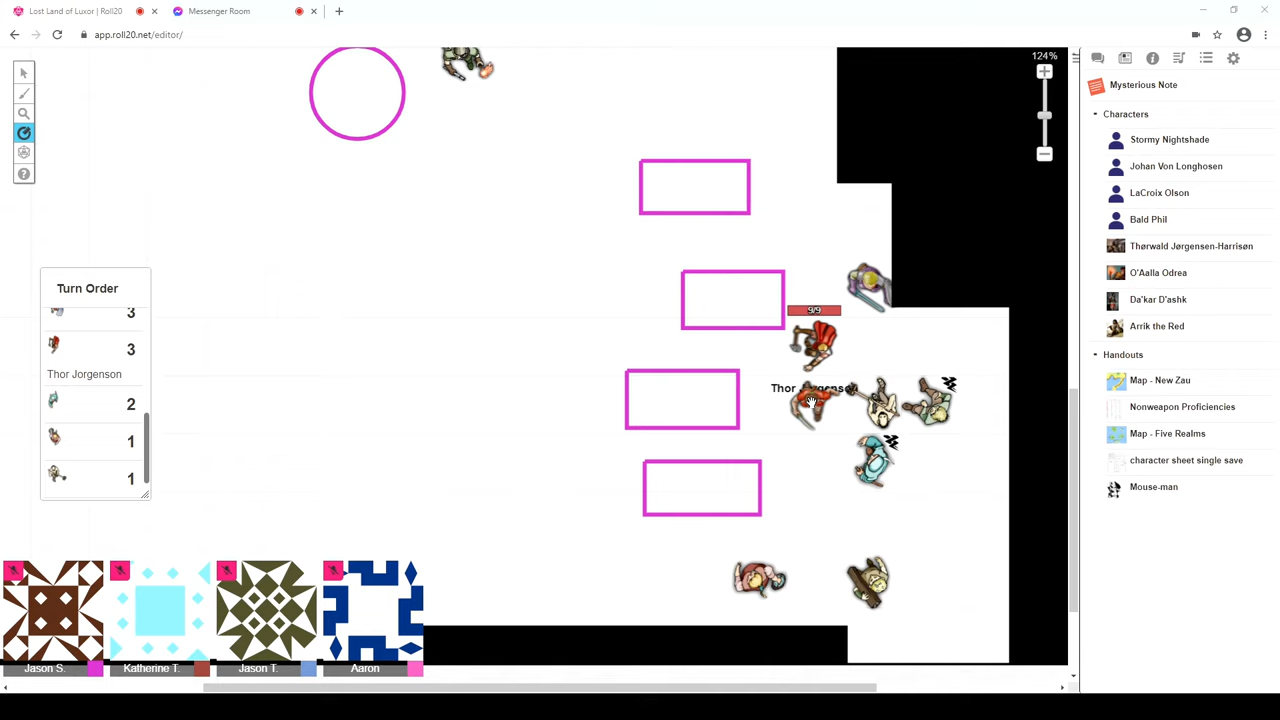 Lost Land of Luxor | Roll20
Messenger Room
app.roll20.net/editor/
124%
Mysterious Note
Characters
Stormy Nightshade
Johan Von Longhosen
LaCroix Olson
Bald Phil
Thørwald Jørgensen-Harrisøn
O'Aalla Odrea
Da'kar D'ashk
Arrik the Red
Handouts
Map - New Zau
Nonweapon Proficiencies
Map - Five Realms
character sheet single save
Mouse-man
Turn Order
3
3
Thor Jorgenson
2
1
1
9/9
Thor Jorgenson
Jason S.
Katherine T.
Jason T.
Aaron